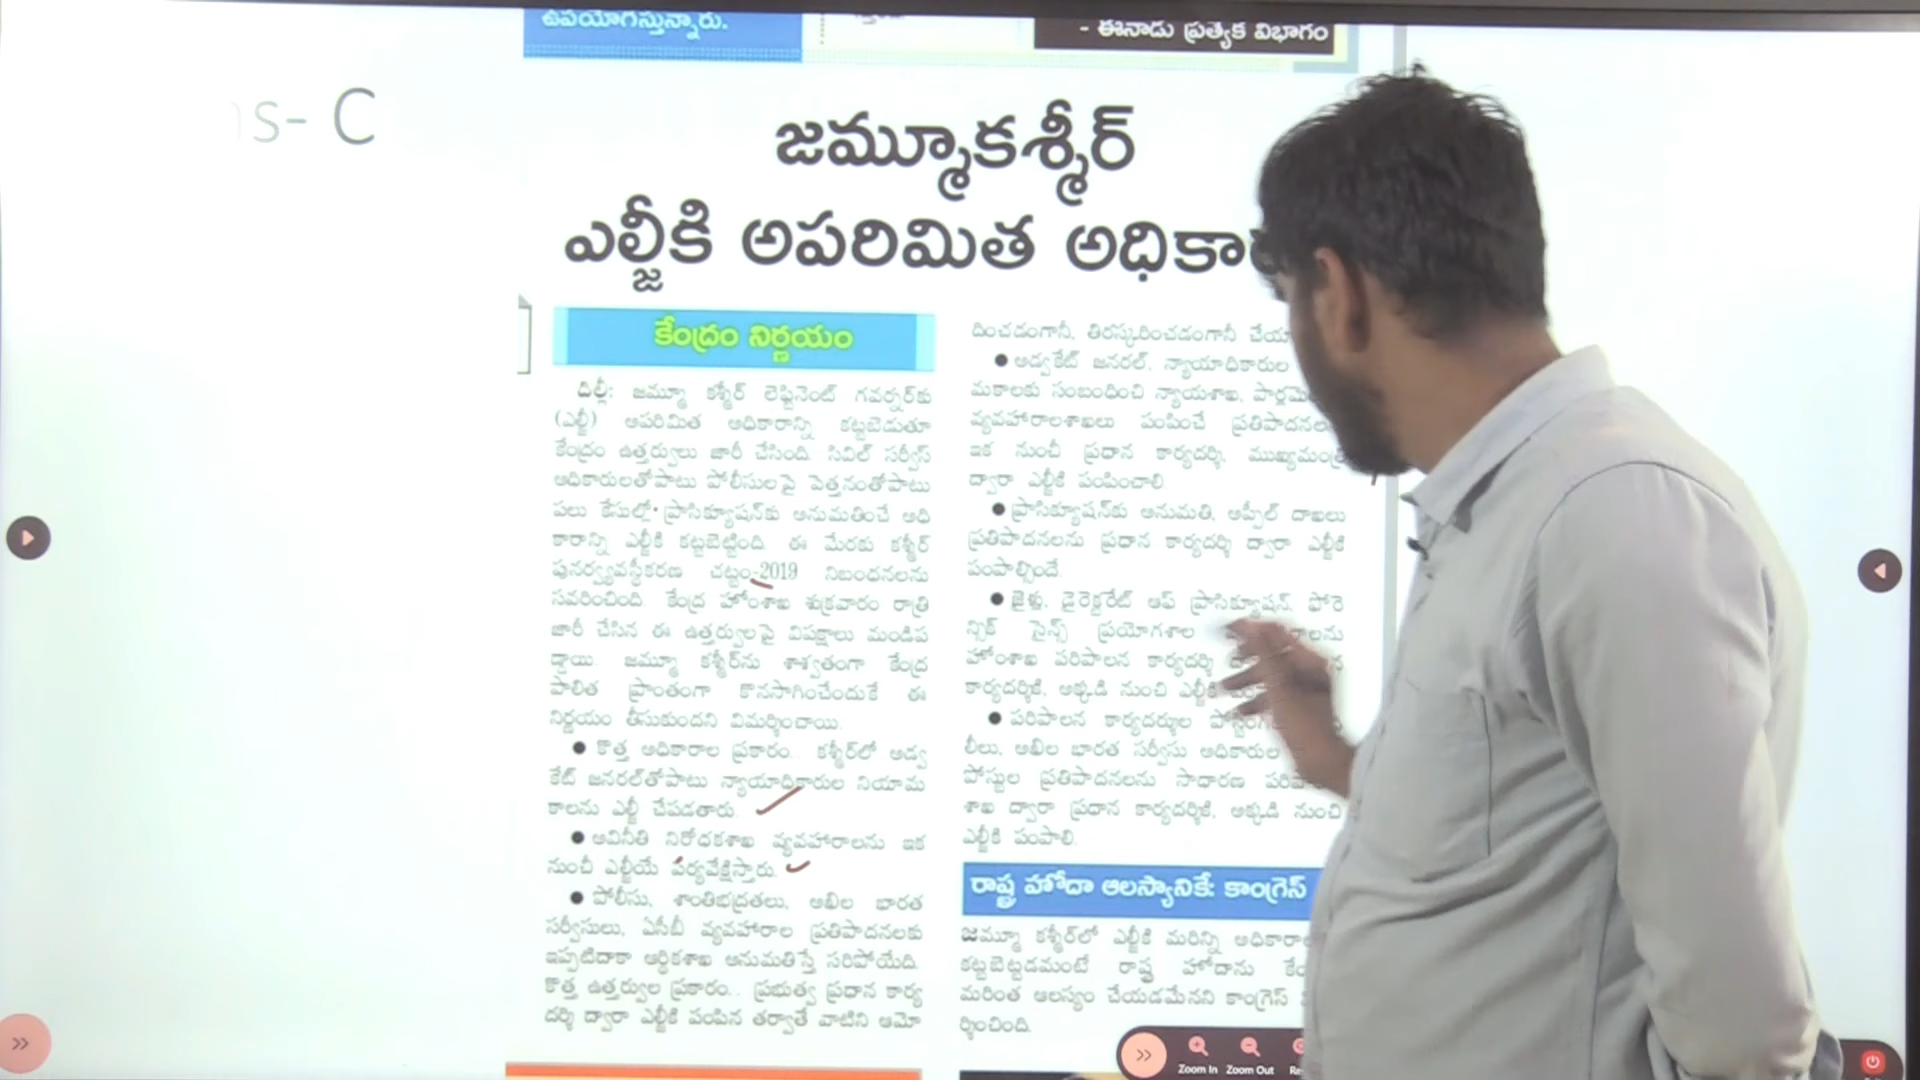 ఉపయోగిస్తున్నారు.
- ఈనాడు ప్రత్యేక విభాగం
s- C
జమ్మూకశ్మీర్
ఎల్జీకి అపరిమిత
కేంద్రం నిర్ణయం
దిల్లీ: జమ్మూ కశ్మీర్ లెఫ్టినెంట్ గవర్నర్‌కు
(ఎల్జీ) అపరిమిత అధికారాన్ని కట్టబెడుతూ
కేంద్రం ఉత్తర్వులు జారీ చేసింది. సివిల్ సర్వీస్
అధికారులతోపాటు పోలీసులపై పెత్తనంతోపాటు
పలు కేసుల్లో ప్రాసిక్యూషన్‌కు అనుమతించే అధి
కారాన్ని ఎల్జీకి కట్టబెట్టింది. ఈ మేరకు కశ్మీర్
పునర్వ్యవస్థీకరణ చట్టం-2019 నిబంధనలను
సవరించింది. కేంద్ర హోంశాఖ శుక్రవారం రాత్రి
జారీ చేసిన ఈ ఉత్తర్వులపై విపక్షాలు మండిప
డ్డాయి. జమ్మూ కశ్మీర్‌ను శాశ్వతంగా కేంద్ర
పాలిత ప్రాంతంగా కొనసాగించేందుకే ఈ
నిర్ణయం తీసుకుందని విమర్శించాయి.
● కొత్త అధికారాల ప్రకారం.. కశ్మీర్‌లో అడ్వ
కేట్ జనరల్‌తోపాటు న్యాయాధికారుల నియామ
కాలను ఎల్జీ చేపడతారు.
● అవినీతి నిరోధకశాఖ వ్యవహారాలను ఇక
నుంచీ ఎల్జీయే పర్యవేక్షిస్తారు.
● పోలీసు, శాంతిభద్రతలు, అఖిల భారత
సర్వీసులు, ఏసీబీ వ్యవహారాల ప్రతిపాదనలకు
ఇప్పటిదాకా ఆర్థికశాఖ అనుమతిస్తే సరిపోయేది.
కొత్త ఉత్తర్వుల ప్రకారం.. ప్రభుత్వ ప్రధాన కార్య
దర్శి ద్వారా ఎల్జీకి పంపిన తర్వాతే వాటిని ఆమో
దించడంగానీ, తిరస్కరించడంగానీ
● అడ్వకేట్ జనరల్, న్యాయాధికారుల
మకాలకు సంబంధించి న్యాయశాఖ,
వ్యవహారాలశాఖలు పంపించే
ఇక నుంచీ ప్రధాన కార్యదర్శి, ముఖ్యమంత్రి
ద్వారా ఎల్జీకి పంపించాలి
● ప్రాసిక్యూషన్‌కు అనుమతి, అప్పీల్ దాఖలు
ప్రతిపాదనలను ప్రధాన కార్యదర్శి ద్వారా ఎల్జీకి
పంపాల్సిందే.
● జైళ్లు, డైరెక్టరేట్ ఆఫ్ ప్రాసిక్యూషన్, ఫోరె
న్సిక్ సైన్స్ ప్రయోగశాల
హోంశాఖ పరిపాలన కార్యదర్శి
కార్యదర్శికి, అక్కడి నుంచి ఎల్జీకి
● పరిపాలన కార్యదర్శుల
లీలు, అఖిల భారత సర్వీసు అధికారుల
పోస్టుల ప్రతిపాదనలను సాధారణ
శాఖ ద్వారా ప్రధాన కార్యదర్శికి, అక్కడి నుంచి
ఎల్జీకి పంపాలి.
రాష్ట్ర హోదా ఆలస్యానికే: కాంగ్రెస్
జమ్మూ కశ్మీర్‌లో ఎల్జీకి మరిన్ని
కట్టబెట్టడమంటే రాష్ట్ర హోదాను
మరింత ఆలస్యం చేయడమేనని కాంగ్రెస్
ర్శించింది.
Zoom In Zoom Out